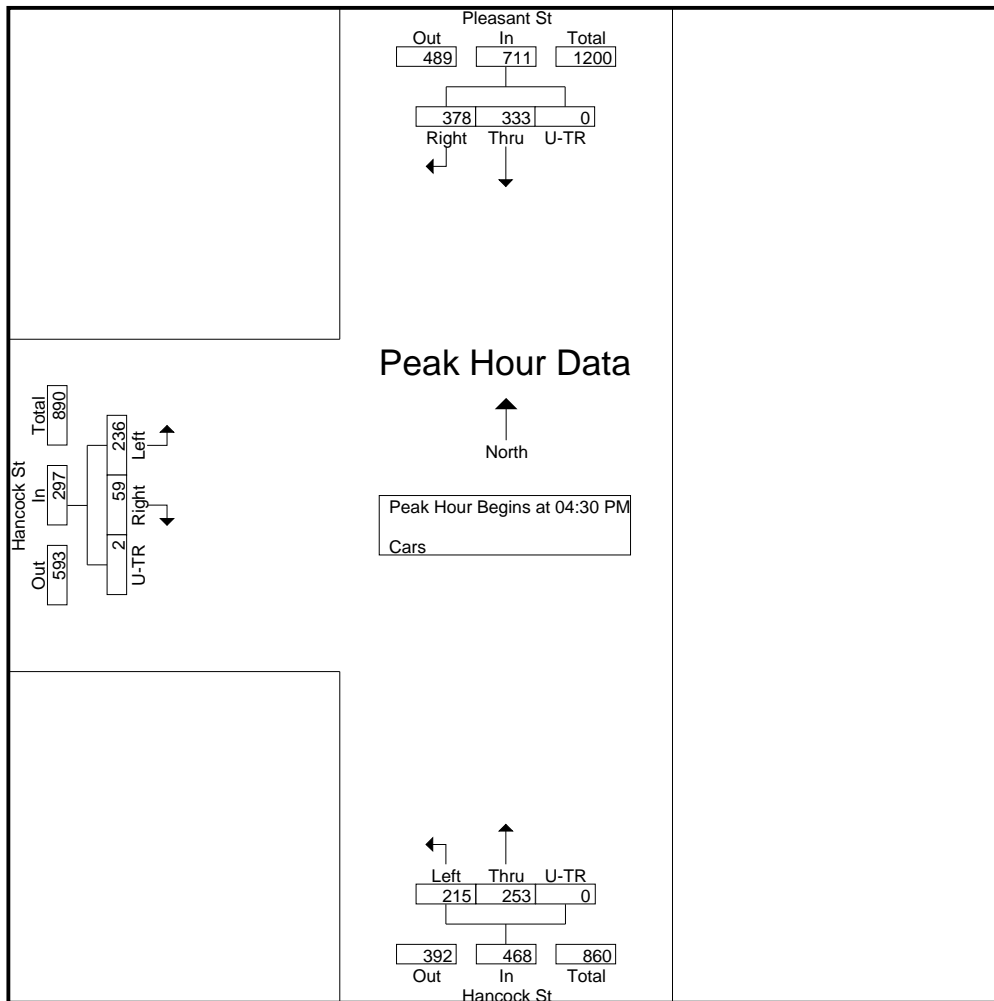 Pleasant St
Out In Total
489 711 1200
378 333 0
Right Thru U-TR
Peak Hour Data
North
Peak Hour Begins at 04:30 PM
Cars
Hancock St
Out In Total
593 297 890
2 59 236
U-TR Right Left
Left Thru U-TR
215 253 0
392 468 860
Out In Total
Hancock St